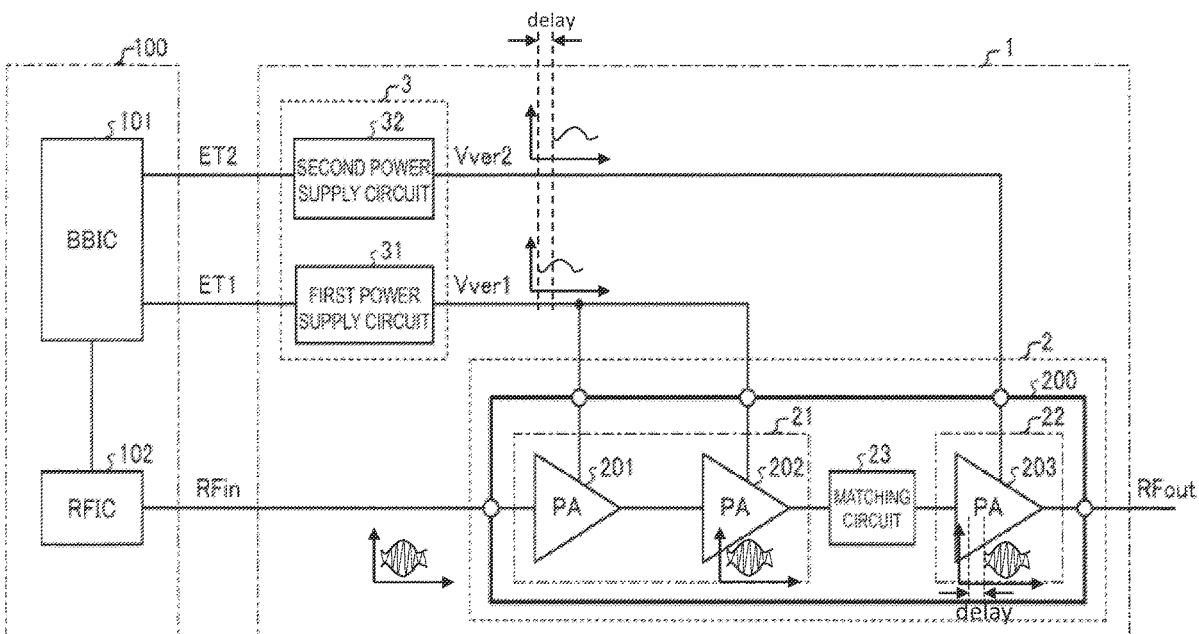 delay
100
1
3
101
32
ET2
SECOND POWER
SUPPLY CIRCUIT
Vver2
BBIC
31
ET1
FIRST POWER
SUPPLY CIRCUIT
Vver1
2
200
21
22
102
201
202
23
203
RFIC
RFin
PA
PA
MATCHING
CIRCUIT
PA
RFout
delay